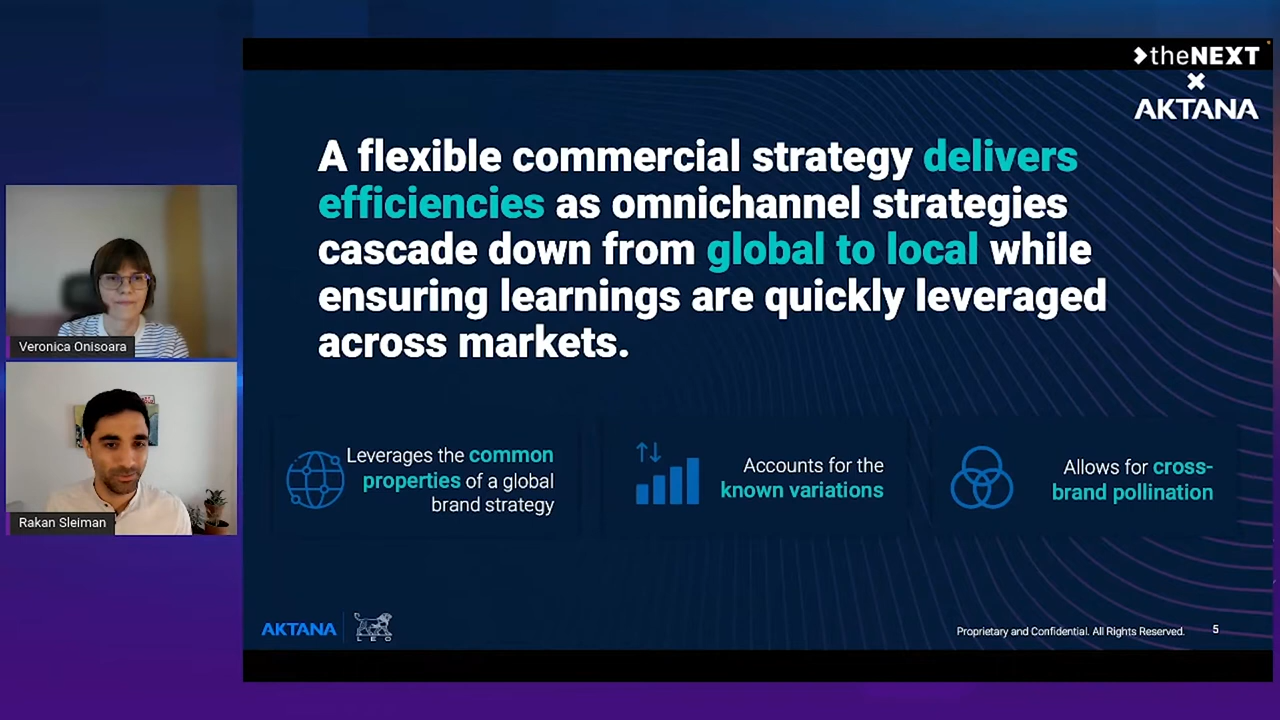 theNEXT
AKTANA
A flexible commercial strategy delivers
efficiencies as omnichannel strategies
cascade down from global to local while
ensuring learnings are quickly leveraged
across markets.
Veronica Onisoara
Rakan Sleiman
Leverages the common
properties of a global
brand strategy
Accounts for the
known variations
Allows for cross-
brand pollination
AKTANA
LEO
Proprietary and Confidential. All Rights Reserved.
5